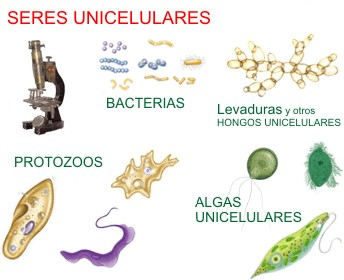 SERES UNICELULARES
BACTERIAS
Levaduras y otros
HONGOS UNICELULARES
PROTOZOOS
ALGAS
UNICELULARES